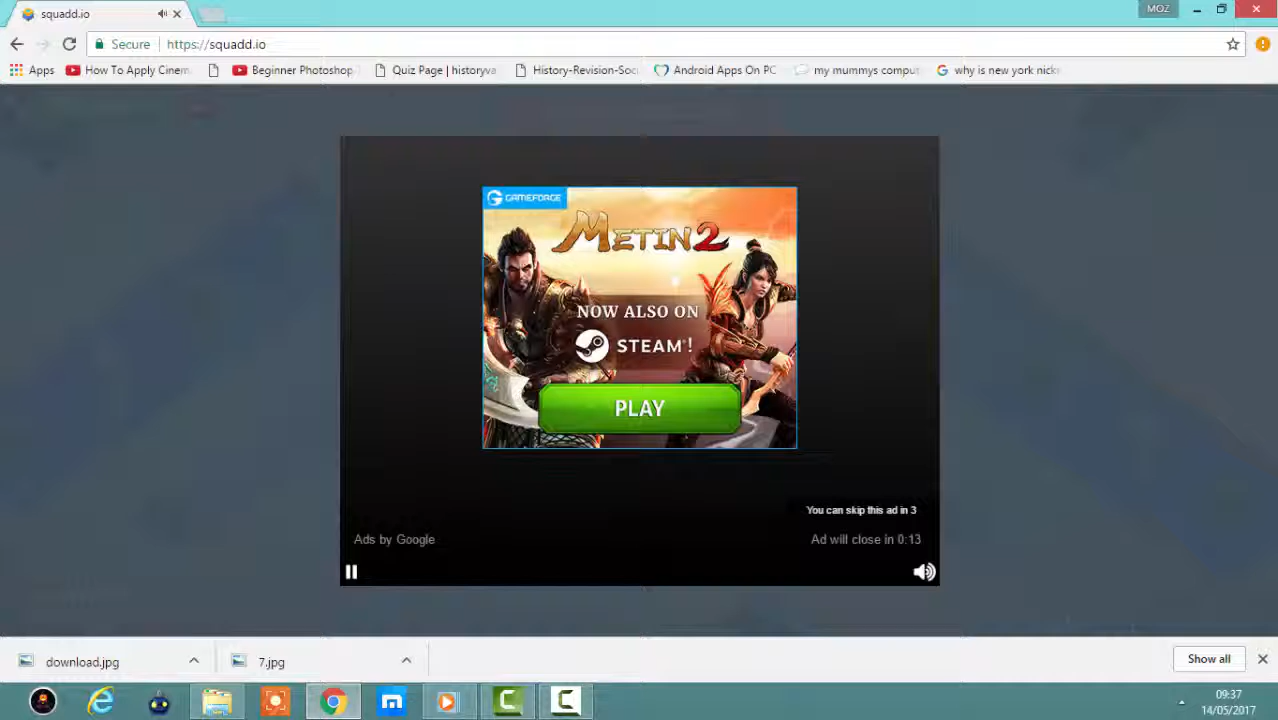 squadd.io
MOZ
Secure
https://squadd.io
Apps
How To Apply Cinem
Beginner Photoshop
Quiz Page | historyva
History-Revision-Soc
Android Apps On PC
my mummys comput
why is new york nick
GAMEFORGE
METIN2
NOW ALSO ON
STEAM!
PLAY
You can skip this ad in 3
Ads by Google
Ad will close in 0:13
download.jpg
7.jpg
Show all
09:37
14/05/2017